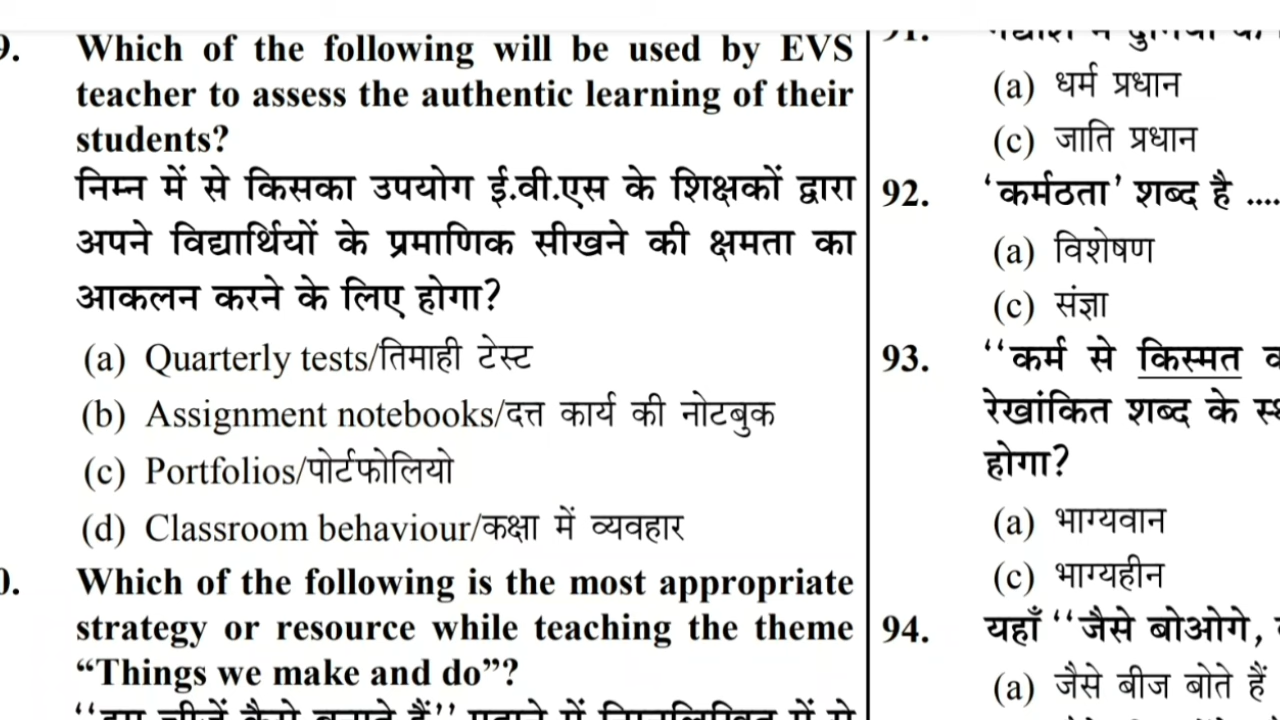 9.
Which of the following will be used by EVS
teacher to assess the authentic learning of their
students?
निम्न में से किसका उपयोग ई.वी.एस के शिक्षकों द्वारा
अपने विद्यार्थियों के प्रमाणिक सीखने की क्षमता का
आकलन करने के लिए होगा?
(a) Quarterly tests/तिमाही टेस्ट
(b) Assignment notebooks/दत्त कार्य की नोटबुक
(c) Portfolios/पोर्टफोलियो
(d) Classroom behaviour/कक्षा में व्यवहार
0.
Which of the following is the most appropriate
strategy or resource while teaching the theme
“Things we make and do”?
91.
(a) धर्म प्रधान
(c) जाति प्रधान
92. ‘कर्मठता’ शब्द है ....
(a) विशेषण
(c) संज्ञा
93. “कर्म से किस्मत
रेखांकित शब्द के
होगा?
(a) भाग्यवान
(c) भाग्यहीन
94. यहाँ “जैसे बोओगे,
(a) जैसे बीज बोते हैं